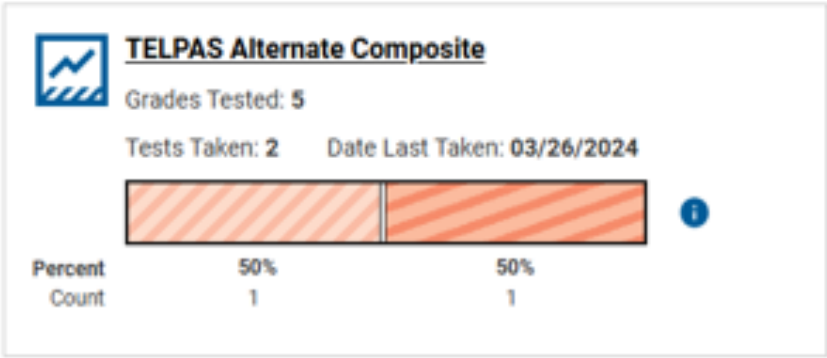 TELPAS Alternate Composite
Grades Tested: 5
Tests Taken: 2 Date Last Taken: 03/26/2024
Percent 50% 50%
Count 1 1